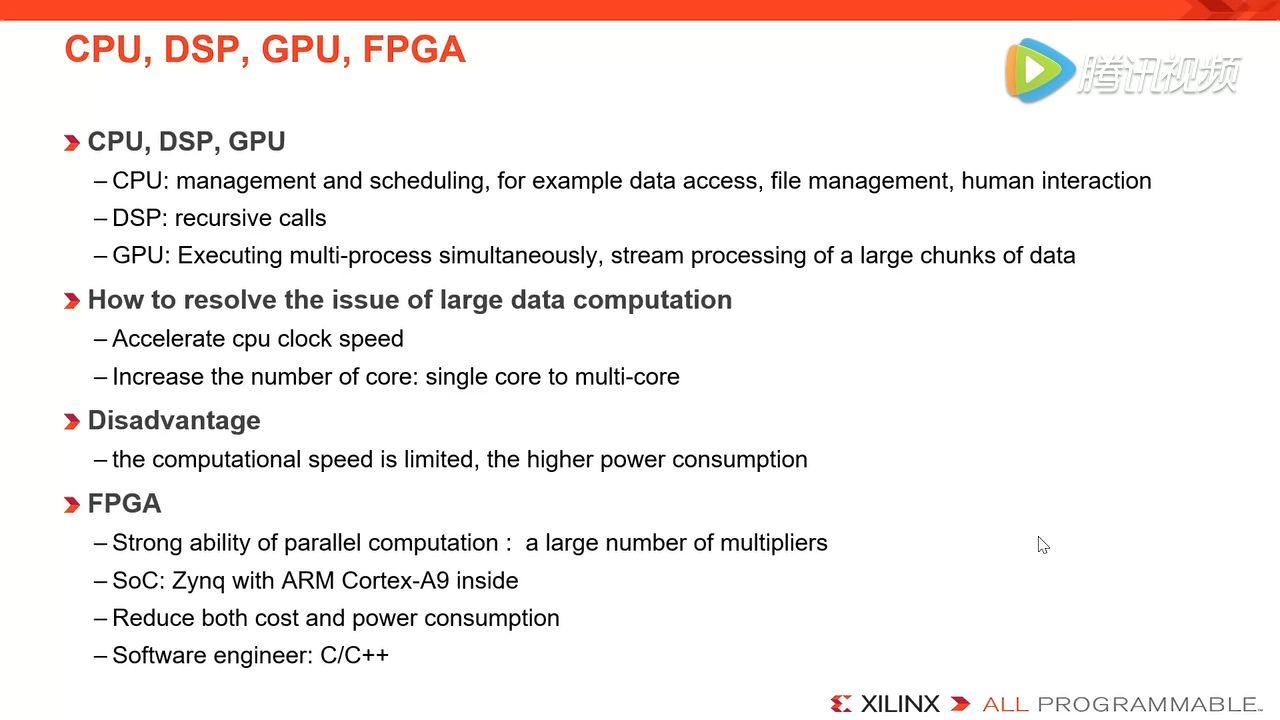 CPU, DSP, GPU, FPGA
腾讯视频
CPU, DSP, GPU
– CPU: management and scheduling, for example data access, file management, human interaction
– DSP: recursive calls
– GPU: Executing multi-process simultaneously, stream processing of a large chunks of data
How to resolve the issue of large data computation
– Accelerate cpu clock speed
– Increase the number of core: single core to multi-core
Disadvantage
– the computational speed is limited, the higher power consumption
FPGA
– Strong ability of parallel computation :  a large number of multipliers
– SoC: Zynq with ARM Cortex-A9 inside
– Reduce both cost and power consumption
– Software engineer: C/C++
XILINX ALL PROGRAMMABLE™